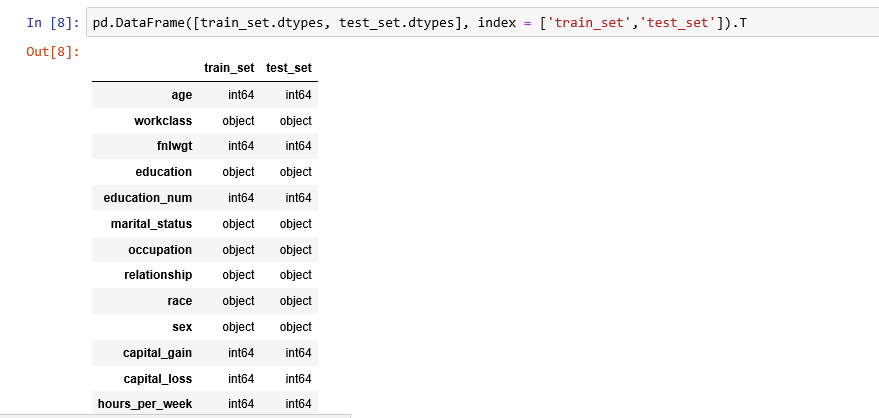 In [8]: pd.DataFrame([train_set.dtypes, test_set.dtypes], index = ['train_set','test_set']).T
Out[8]:
train_set test_set
age int64 int64
workclass object object
fnlwgt int64 int64
education object object
education_num int64 int64
marital_status object object
occupation object object
relationship object object
race object object
sex object object
capital_gain int64 int64
capital_loss int64 int64
hours_per_week int64 int64